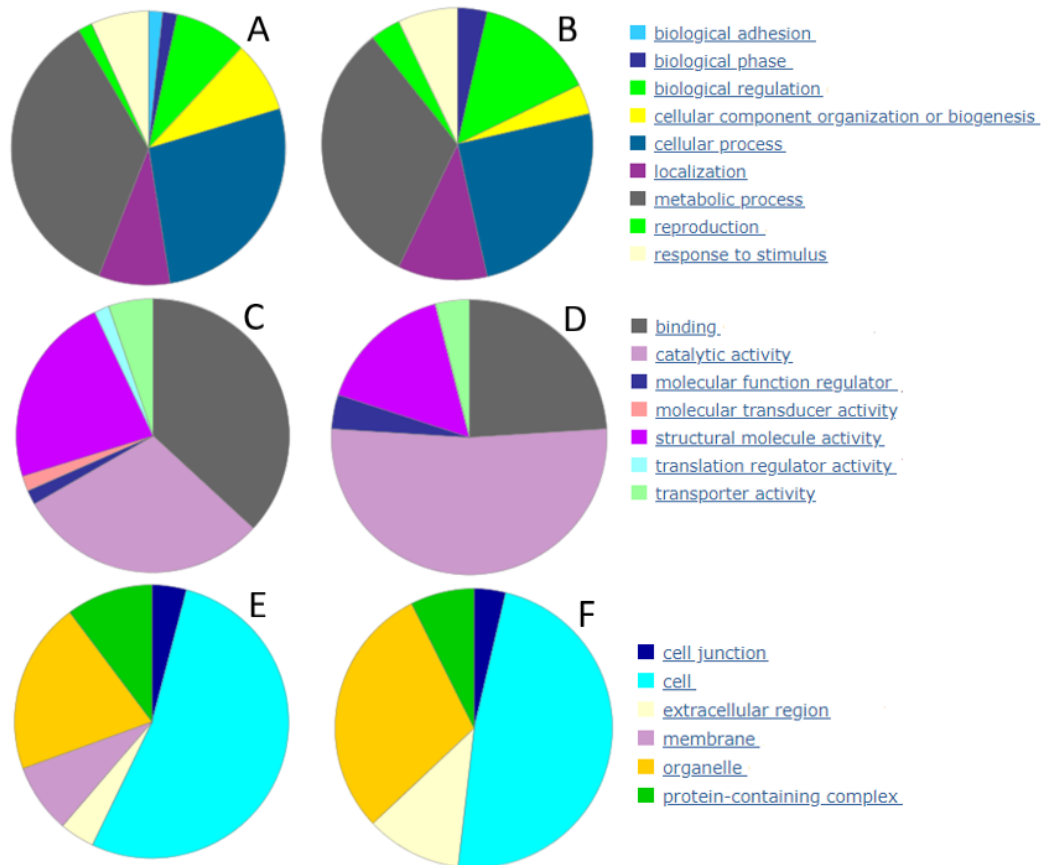 A
B
biological adhesion
biological phase
biological regulation
cellular component organization or biogenesis
cellular process
localization
metabolic process
reproduction
response to stimulus
C
D
binding
catalytic activity
molecular function regulator
molecular transducer activity
structural molecule activity
translation regulator activity
transporter activity
E
F
cell junction
cell
extracellular region
membrane
organelle
protein-containing complex